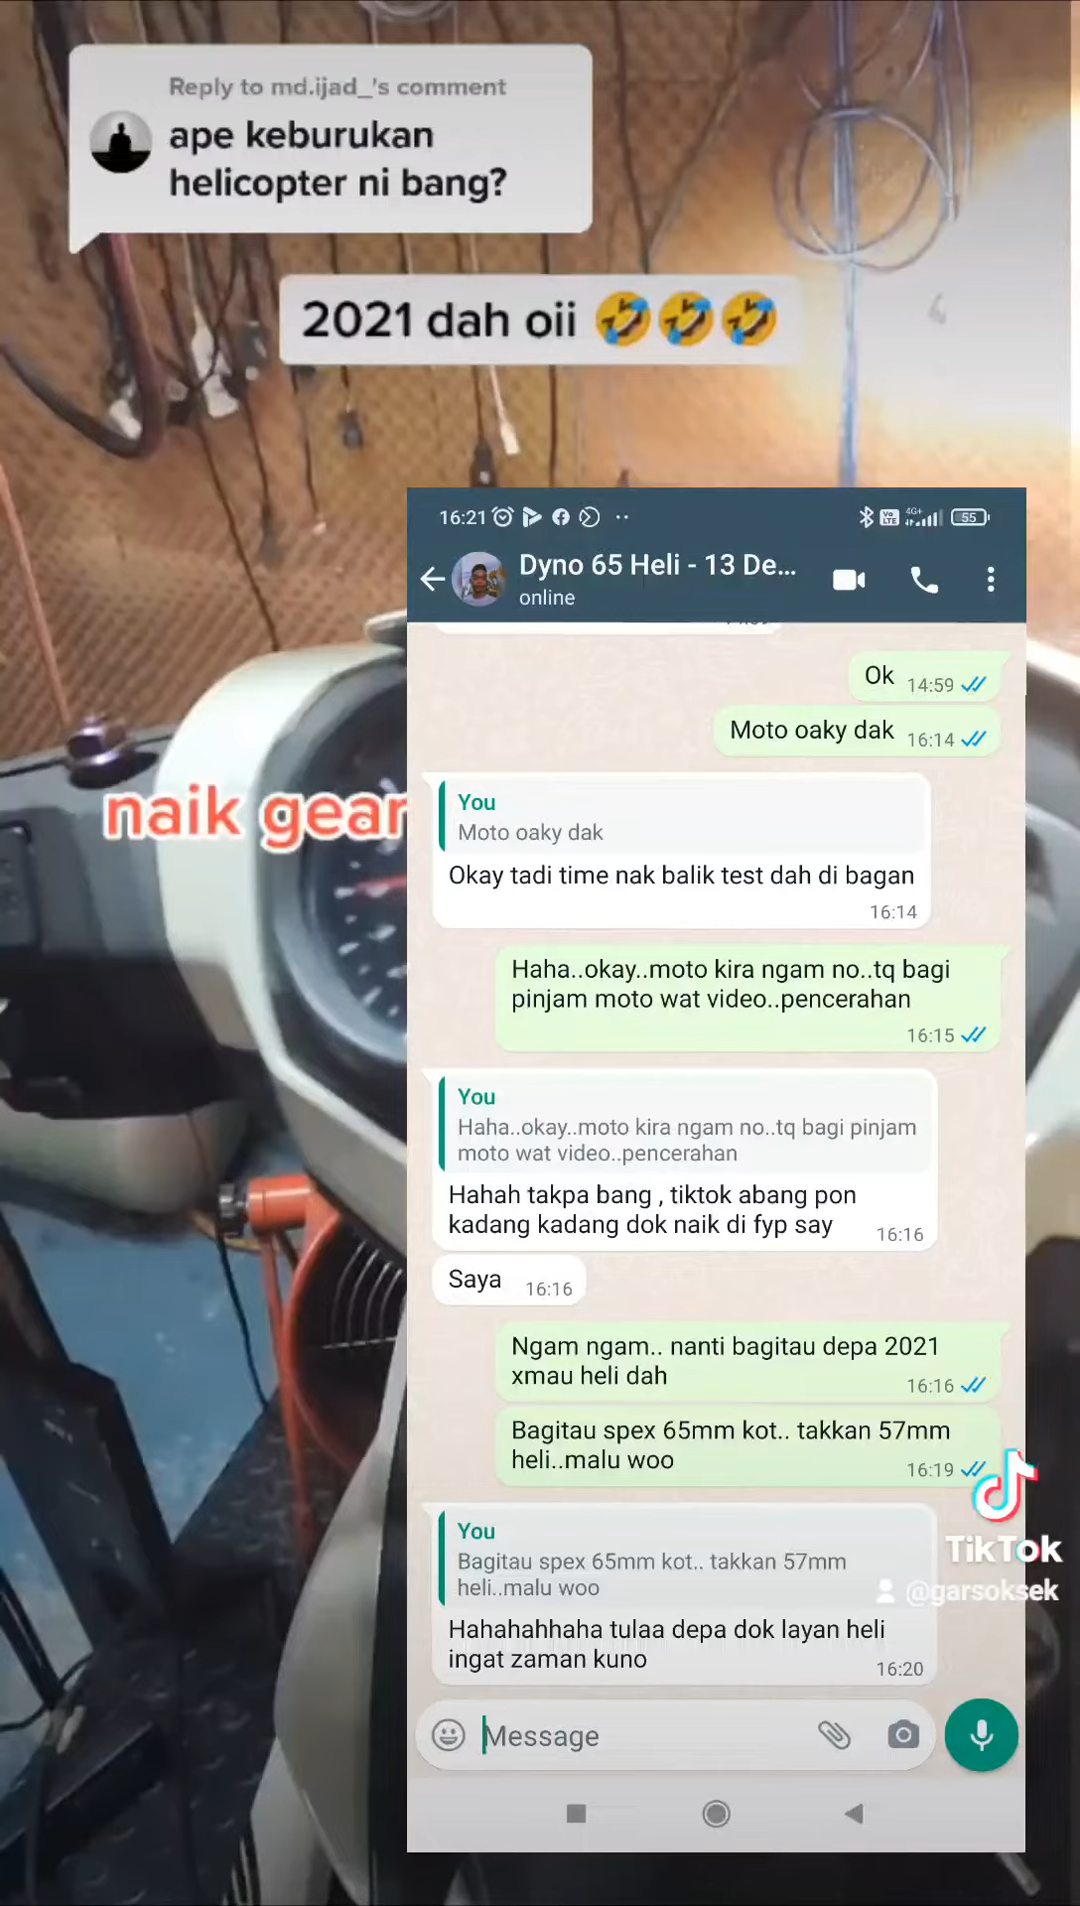 Reply to md.ijad_'s comment
ape keburukan
helicopter ni bang?
2021 dah oii 🤣🤣🤣
naik gear
16:21
Vo LTE
4G+
55
Dyno 65 Heli - 13 De...
online
Ok
14:59
Moto oaky dak
16:14
You
Moto oaky dak
Okay tadi time nak balik test dah di bagan
16:14
Haha..okay..moto kira ngam no..tq bagi
pinjam moto wat video..pencerahan
16:15
You
Haha..okay..moto kira ngam no..tq bagi pinjam
moto wat video..pencerahan
Hahah takpa bang , tiktok abang pon
kadang kadang dok naik di fyp say
16:16
Saya
16:16
Ngam ngam.. nanti bagitau depa 2021
xmau heli dah
16:16
Bagitau spex 65mm kot.. takkan 57mm
heli..malu woo
16:19
You
Bagitau spex 65mm kot.. takkan 57mm
heli..malu woo
Hahahahhaha tulaa depa dok layan heli
ingat zaman kuno
16:20
TikTok
@garsoksek
Message